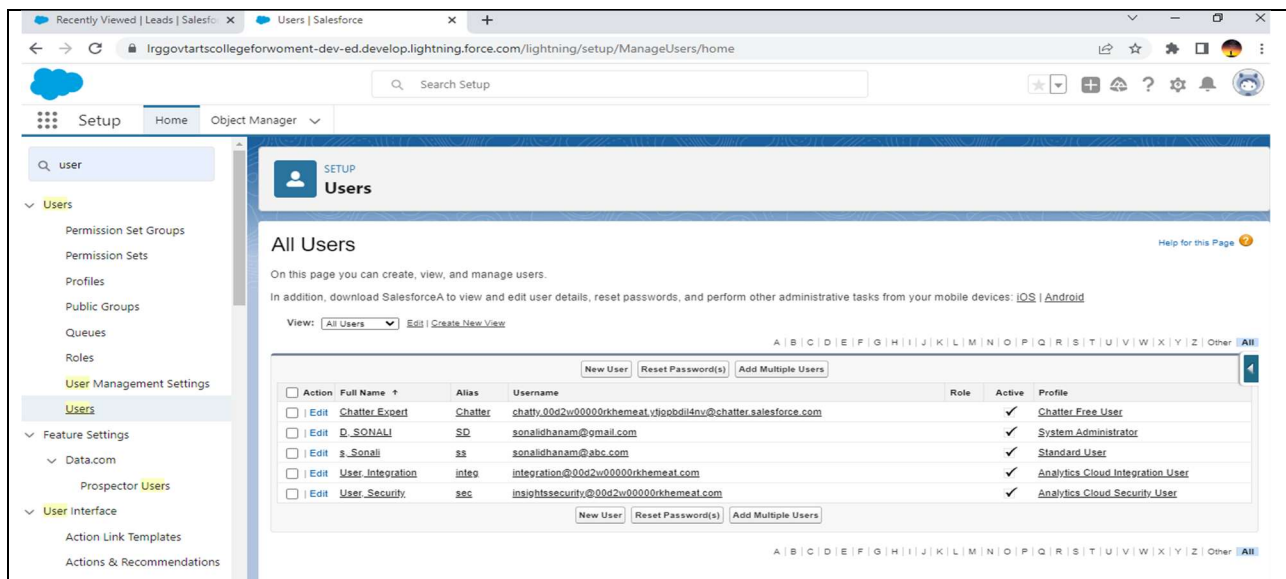 Recently Viewed | Leads | Salesfo
Users | Salesforce
lrggovtartscollegeforwoment-dev-ed.develop.lightning.force.com/lightning/setup/ManageUsers/home
Search Setup
Setup Home Object Manager
user
Users
Permission Set Groups
Permission Sets
Profiles
Public Groups
Queues
Roles
User Management Settings
Users
Feature Settings
Data.com
Prospector Users
User Interface
Action Link Templates
Actions & Recommendations
SETUP
Users
All Users
Help for this Page
On this page you can create, view, and manage users.
In addition, download SalesforceA to view and edit user details, reset passwords, and perform other administrative tasks from your mobile devices: iOS | Android
View: All Users Edit | Create New View
A | B | C | D | E | F | G | H | I | J | K | L | M | N | O | P | Q | R | S | T | U | V | W | X | Y | Z | Other All
New User Reset Password(s) Add Multiple Users
Action Full Name ↑ Alias Username Role Active Profile
Edit Chatter Expert Chatter chatty.00d2w00000rkhemeat.ytjopbdil4nv@chatter.salesforce.com Chatter Free User
Edit D, SONALI SD sonalidhanam@gmail.com System Administrator
Edit s, Sonali ss sonalidhanam@abc.com Standard User
Edit User, Integration integ integration@00d2w00000rkhemeat.com Analytics Cloud Integration User
Edit User, Security sec insightssecurity@00d2w00000rkhemeat.com Analytics Cloud Security User
New User Reset Password(s) Add Multiple Users
A | B | C | D | E | F | G | H | I | J | K | L | M | N | O | P | Q | R | S | T | U | V | W | X | Y | Z | Other All